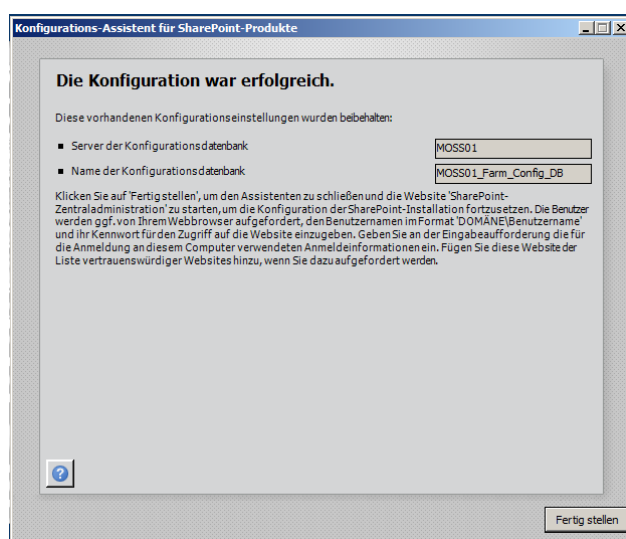 Konfigurations-Assistent für SharePoint-Produkte
Die Konfiguration war erfolgreich.
Diese vorhandenen Konfigurationseinstellungen wurden beibehalten:
Server der Konfigurationsdatenbank
MOSS01
Name der Konfigurationsdatenbank
MOSS01_Farm_Config_DB
Klicken Sie auf 'Fertig stellen', um den Assistenten zu schließen und die Website 'SharePoint-
Zentraladministration' zu starten, um die Konfiguration der SharePoint-Installation fortzusetzen. Die Benutzer
werden ggf. von Ihrem Webbrowser aufgefordert, den Benutzernamen im Format 'DOMÄNE\Benutzername'
und ihr Kennwort für den Zugriff auf die Website einzugeben. Geben Sie an der Eingabeaufforderung die für
die Anmeldung an diesem Computer verwendeten Anmeldeinformationen ein. Fügen Sie diese Website der
Liste vertrauenswürdiger Websites hinzu, wenn Sie dazu aufgefordert werden.
?
Fertig stellen